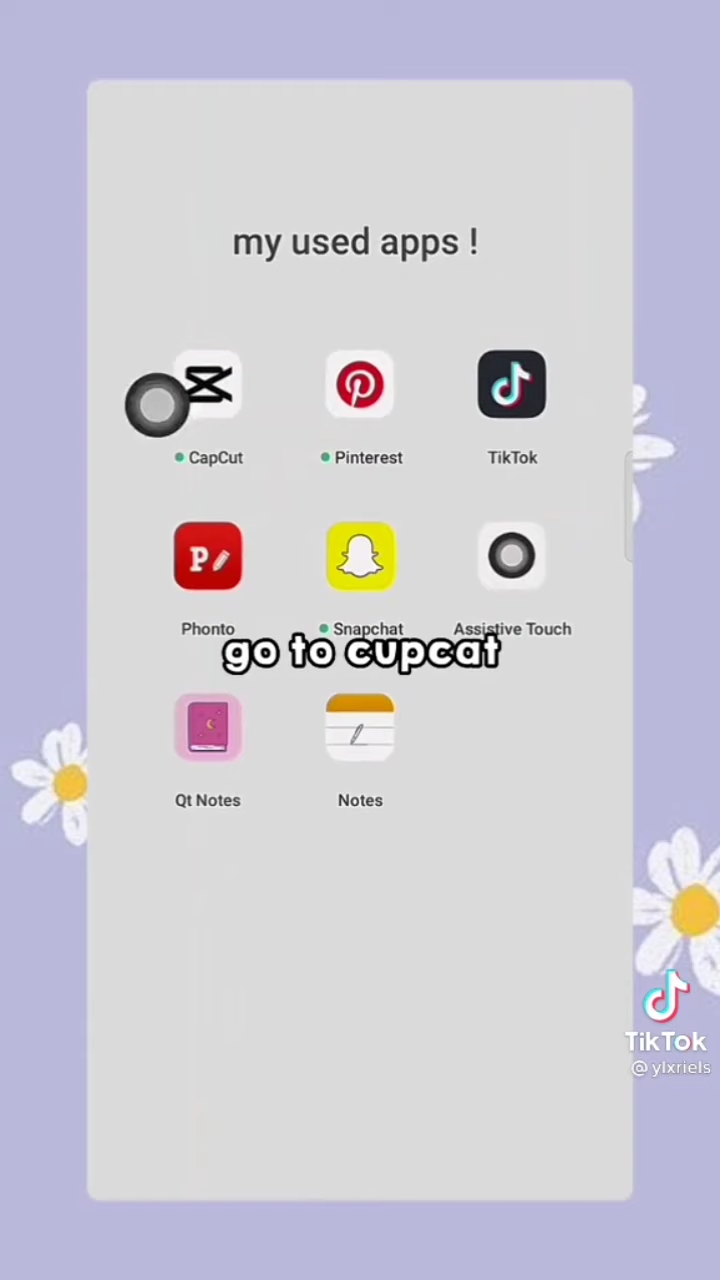 my used apps !
CapCut
Pinterest
TikTok
P
Phonto
Snapchat
Assistive Touch
go to cupcat
Qt Notes
Notes
TikTok
@ylxriels